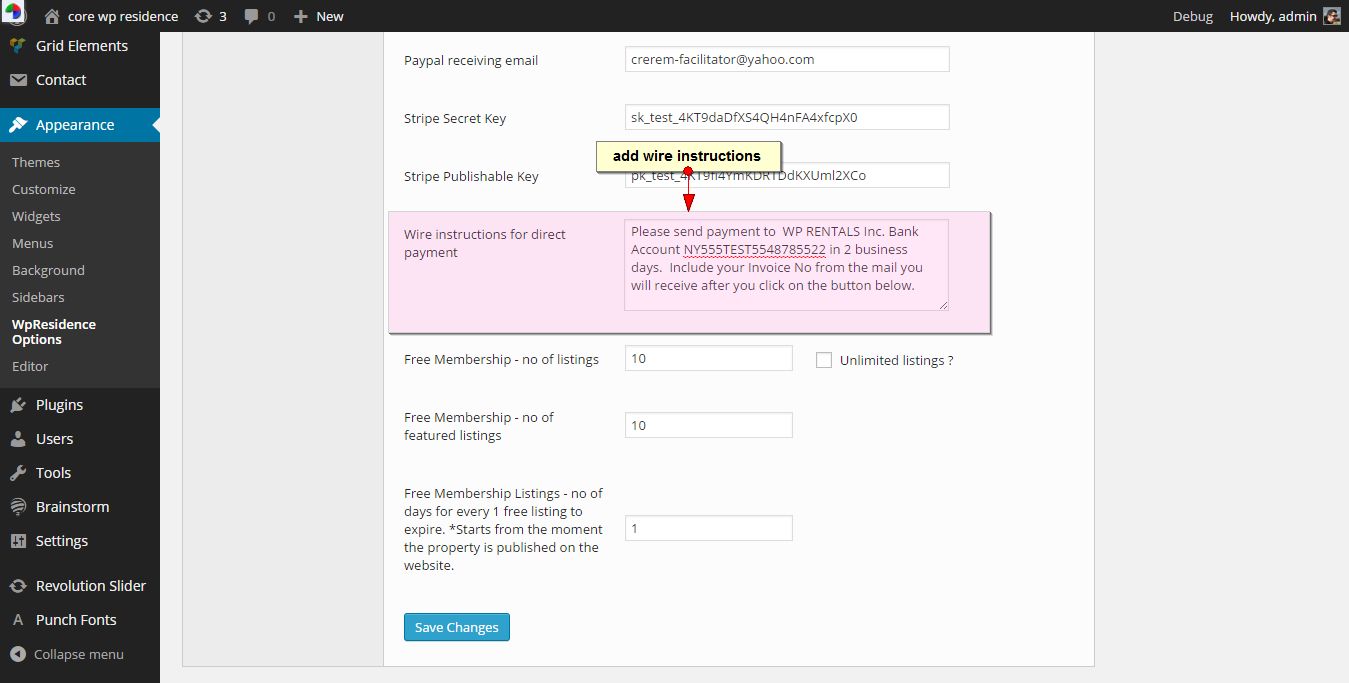 core wp residence 3 0 New Debug Howdy, admin
Grid Elements
Contact
Appearance
Themes
Customize
Widgets
Menus
Background
Sidebars
WpResidence
Options
Editor
Plugins
Users
Tools
Brainstorm
Settings
Revolution Slider
Punch Fonts
Collapse menu
Paypal receiving email
crerem-facilitator@yahoo.com
Stripe Secret Key
sk_test_4KT9daDfXS4QH4nFA4xfcpX0
add wire instructions
Stripe Publishable Key
Wire instructions for direct
payment
Please send payment to  WP RENTALS Inc. Bank
Account NY555TEST5548785522 in 2 business
days.  Include your Invoice No from the mail you
will receive after you click on the button below.
Free Membership - no of listings
10
Unlimited listings ?
Free Membership - no of
featured listings
10
Free Membership Listings - no of
days for every 1 free listing to
expire. *Starts from the moment
the property is published on the
website.
1
Save Changes